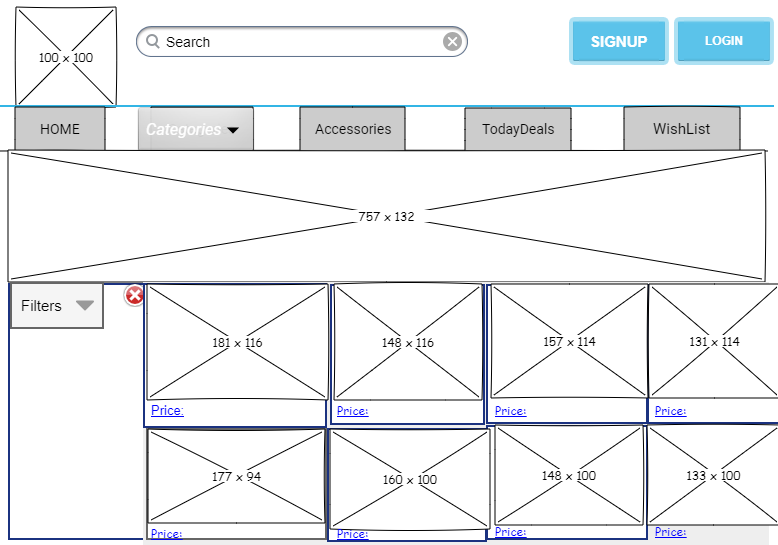 100 x 100
Search
SIGNUP
LOGIN
HOME
Categories
Accessories
TodayDeals
WishList
757 x 132
Filters
181 x 116
148 x 116
157 x 114
131 x 114
Price:
Price:
Price:
Price:
177 x 94
160 x 100
148 x 100
133 x 100
Price:
Price:
Price:
Price: